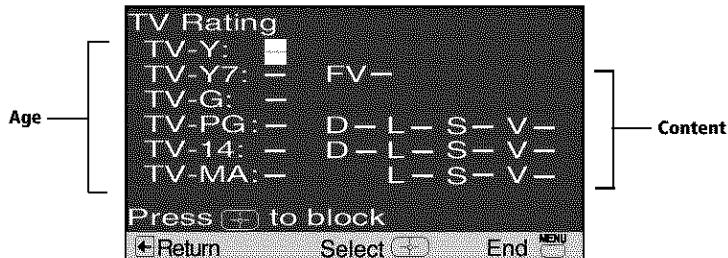 TV Rating
TV-Y: —
TV-Y7: — FV —
TV-G: —
TV-PG: — D — L — S — V —
TV-14: — D — L — S — V —
TV-MA: — L — S — V —
Press to block
Return Select End MENU
Age
Content